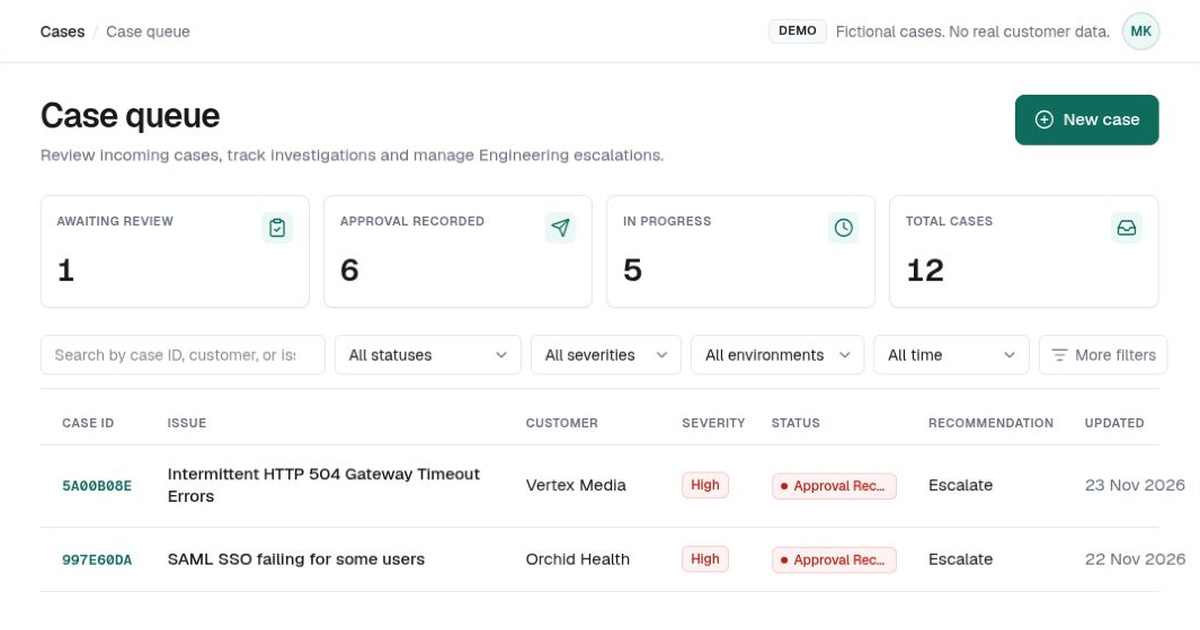 Cases / Case queue
DEMO Fictional cases. No real customer data. MK
Case queue
New case
Review incoming cases, track investigations and manage Engineering escalations.
AWAITING REVIEW
1
APPROVAL RECORDED
6
IN PROGRESS
5
TOTAL CASES
12
Search by case ID, customer, or is
All statuses
All severities
All environments
All time
More filters
CASE ID ISSUE CUSTOMER SEVERITY STATUS RECOMMENDATION UPDATED
5A00B08E Intermittent HTTP 504 Gateway Timeout Errors Vertex Media High Approval Rec... Escalate 23 Nov 2026
997E60DA SAML SSO failing for some users Orchid Health High Approval Rec... Escalate 22 Nov 2026